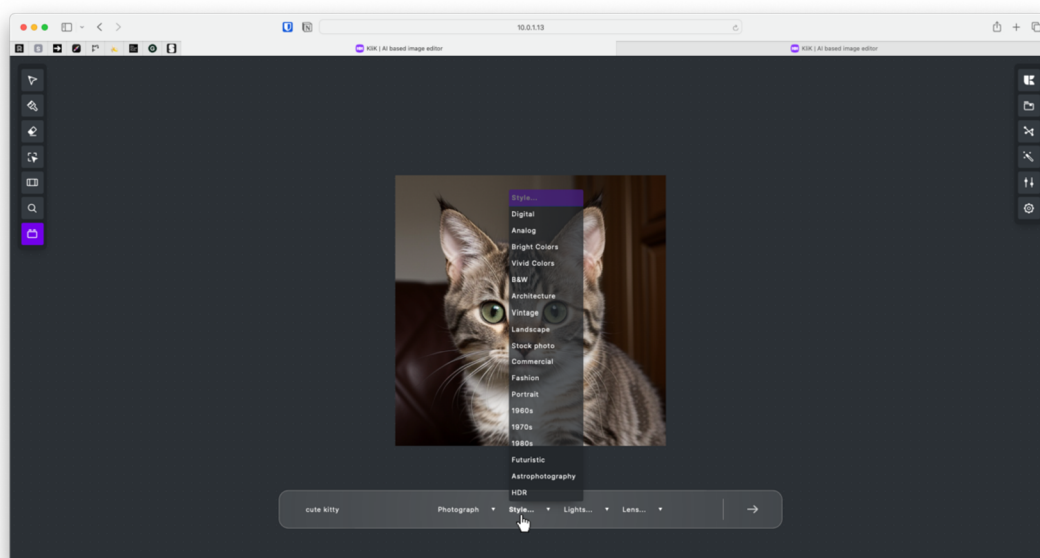 10.0.1.13
KliK | AI based image editor
KliK | AI based image editor
Style...
Digital
Analog
Bright Colors
Vivid Colors
B&W
Architecture
Vintage
Landscape
Stock photo
Commercial
Fashion
Portrait
1960s
1970s
1980s
Futuristic
Astrophotography
HDR
cute kitty Photograph Style... Lights... Lens...